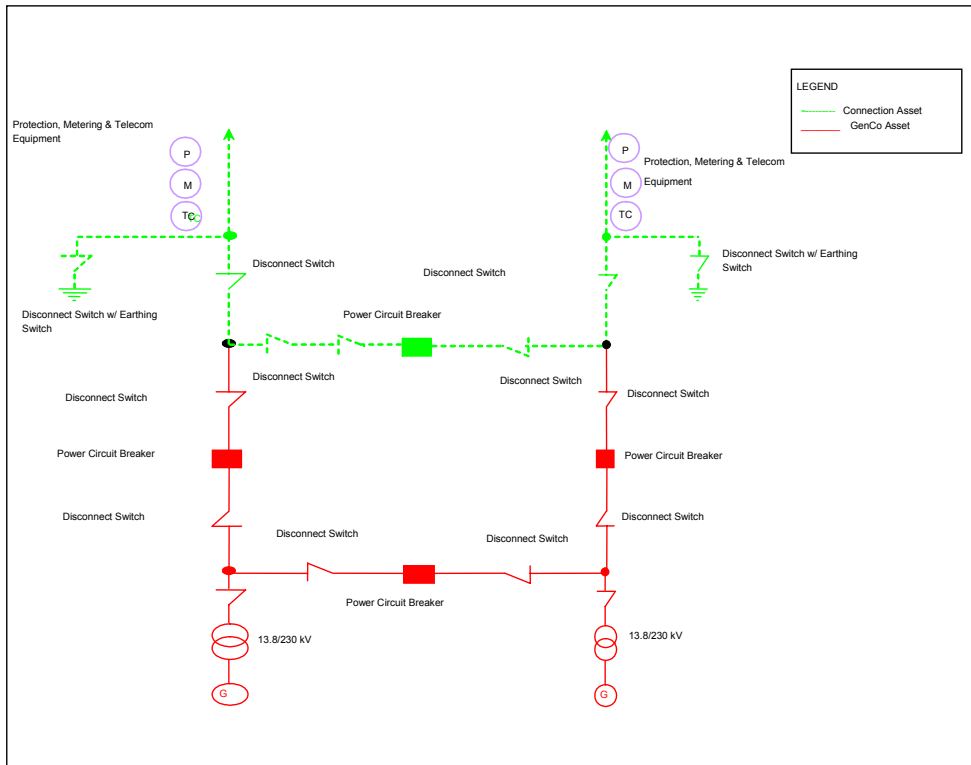 LEGEND
Connection Asset
GenCo Asset
Protection, Metering & Telecom
Equipment
P
M
TC
TC
P
M
TC
Protection, Metering & Telecom
Equipment
Disconnect Switch
Disconnect Switch
Disconnect Switch w/ Earthing
Switch
Disconnect Switch w/ Earthing
Switch
Power Circuit Breaker
Disconnect Switch
Disconnect Switch
Disconnect Switch
Disconnect Switch
Power Circuit Breaker
Power Circuit Breaker
Disconnect Switch
Disconnect Switch
Disconnect Switch
Disconnect Switch
Power Circuit Breaker
13.8/230 kV
13.8/230 kV
G
G